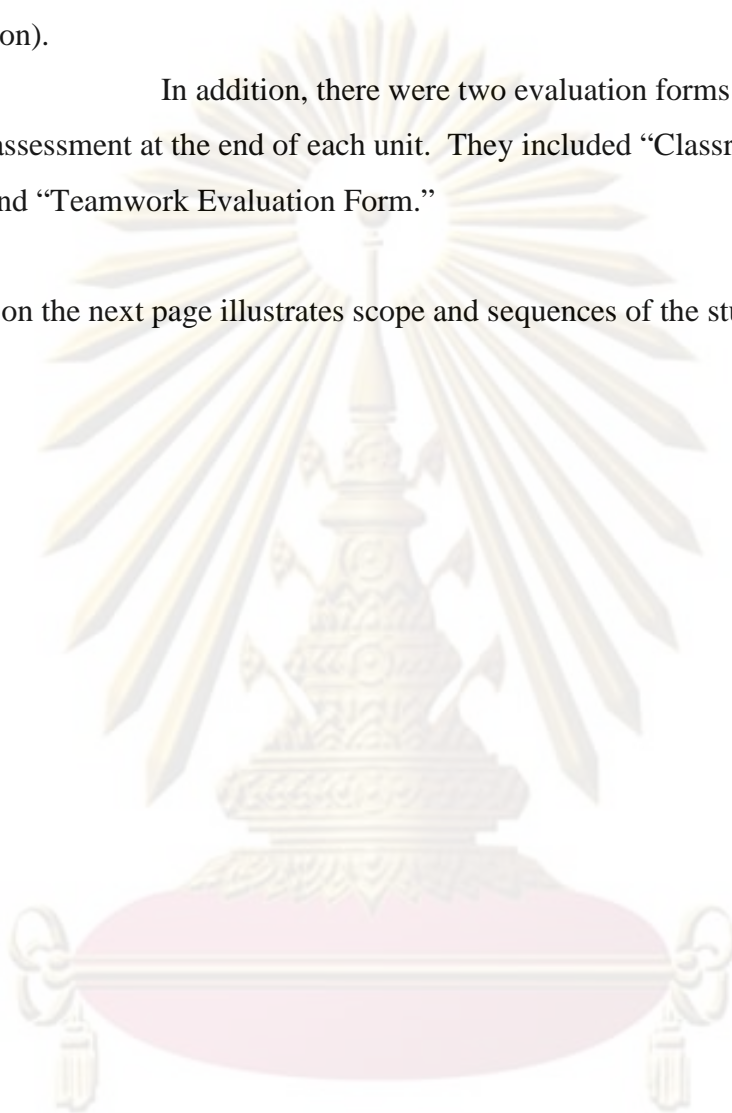 on).
In addition, there were two evaluation forms
assessment at the end of each unit. They included “Classr
nd “Teamwork Evaluation Form.”
on the next page illustrates scope and sequences of the stu